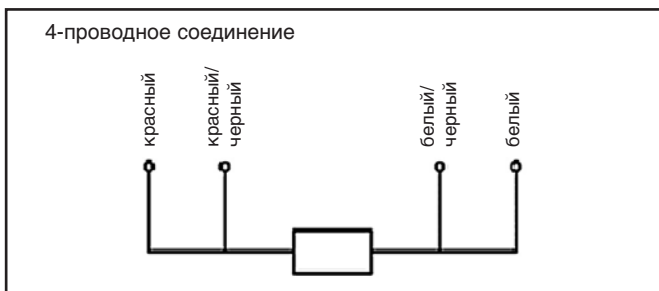 4-проводное соединение
красный
красный/
черный
белый/
черный
белый